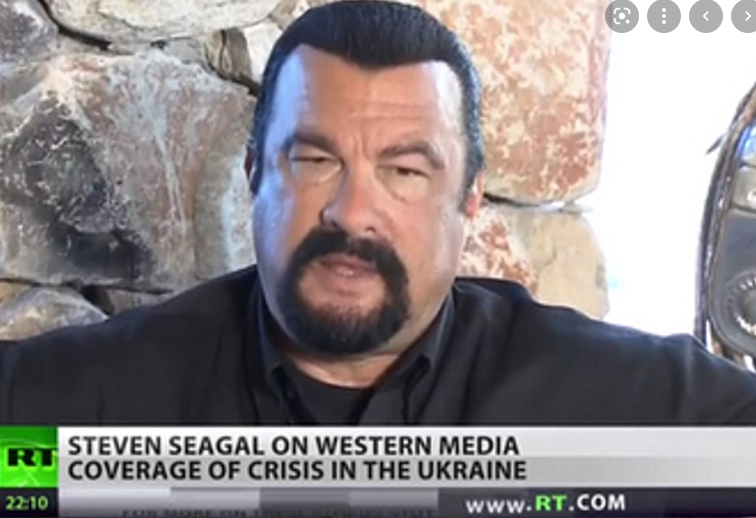 STEVEN SEAGAL ON WESTERN MEDIA
COVERAGE OF CRISIS IN THE UKRAINE
RT
22:10
www.RT.COM